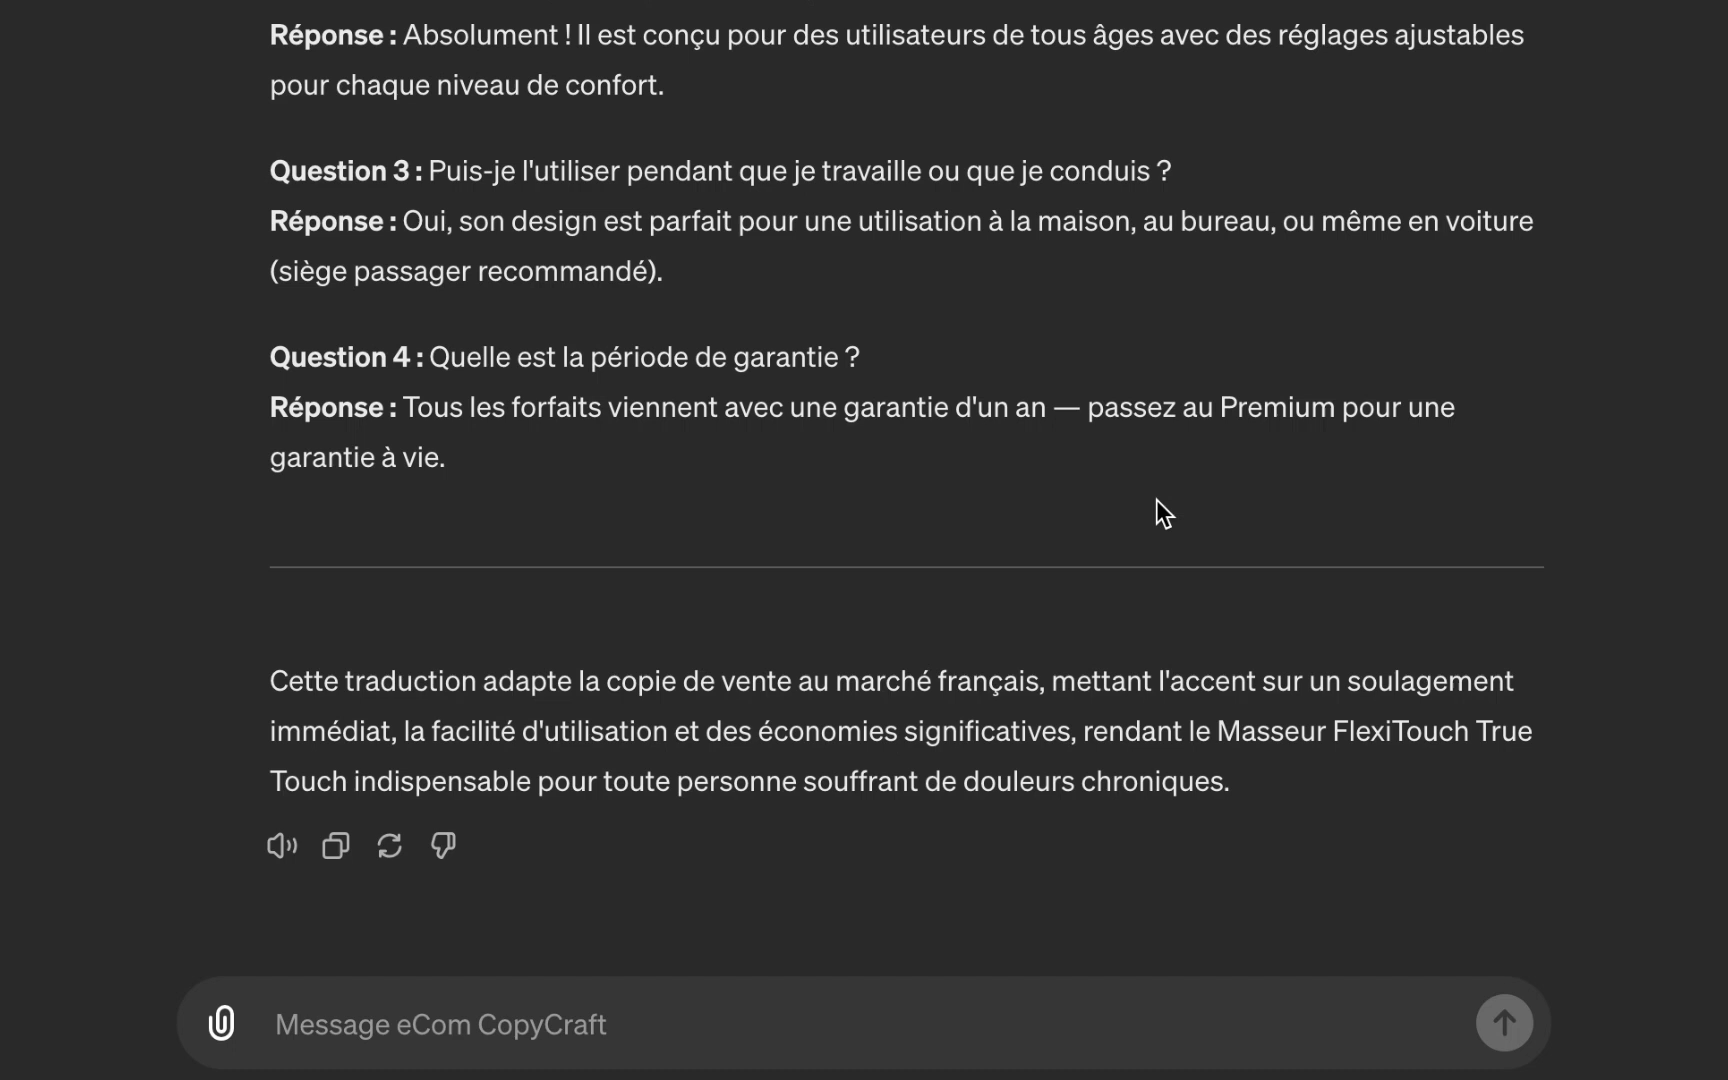 Réponse : Absolument ! Il est conçu pour des utilisateurs de tous âges avec des réglages ajustables
pour chaque niveau de confort.
Question 3 : Puis-je l'utiliser pendant que je travaille ou que je conduis ?
Réponse : Oui, son design est parfait pour une utilisation à la maison, au bureau, ou même en voiture
(siège passager recommandé).
Question 4 : Quelle est la période de garantie ?
Réponse : Tous les forfaits viennent avec une garantie d'un an — passez au Premium pour une
garantie à vie.
Cette traduction adapte la copie de vente au marché français, mettant l'accent sur un soulagement
immédiat, la facilité d'utilisation et des économies significatives, rendant le Masseur FlexiTouch True
Touch indispensable pour toute personne souffrant de douleurs chroniques.
Message eCom CopyCraft